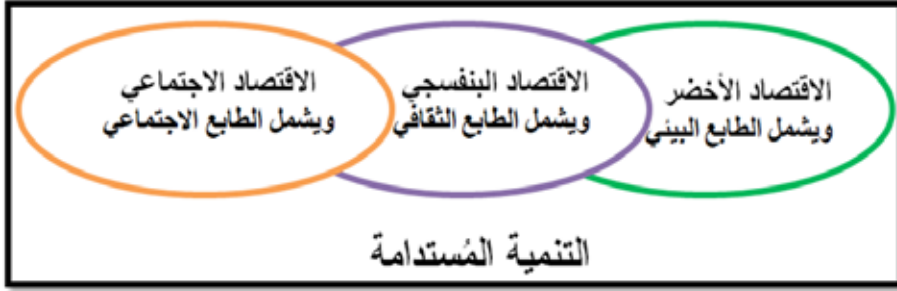 الاقتصاد الأخضر
ويشمل الطابع البيئي
الاقتصاد البنفسجي
ويشمل الطابع الثقافي
الاقتصاد الاجتماعي
ويشمل الطابع الاجتماعي
التنمية المُستدامة